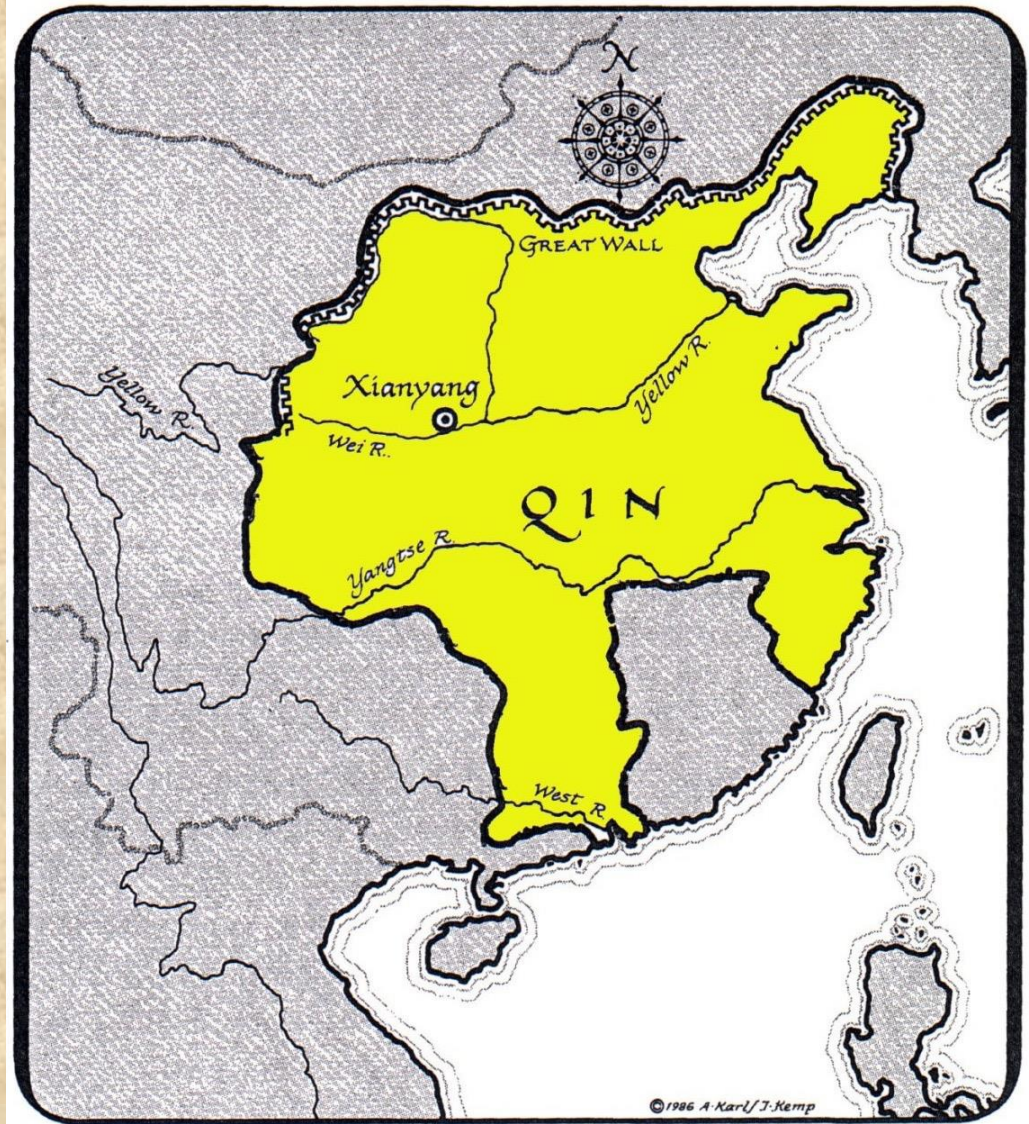 N
GREAT WALL
Yellow R.
Xianyang
Yellow R.
Wei R..
QIN
Yangtse R.
West R.
©1986 A·Karl/J·Kemp